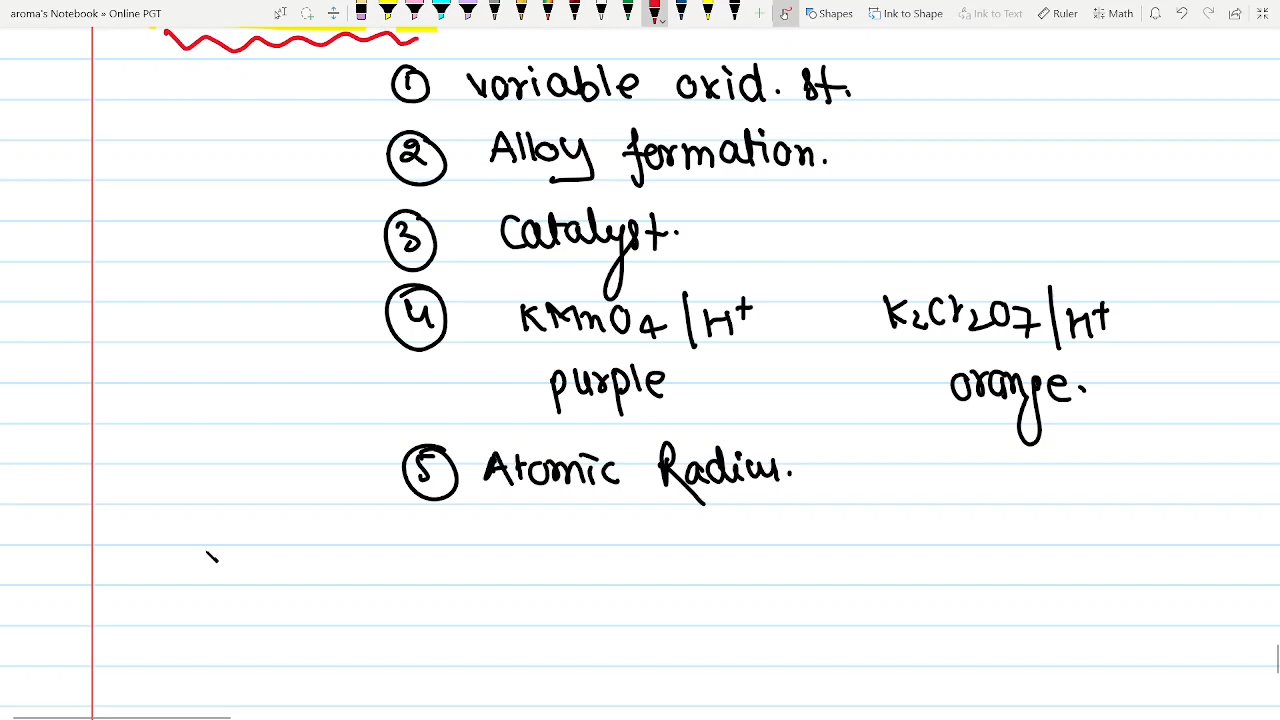 aroma's Notebook » Online PGT
Shapes Ink to Shape Ink to Text Ruler Math
① variable oxid. st.
② Alloy formation.
③ Catalyst.
④ KMnO4 / H+ K2Cr2O7 / H+
purple orange.
⑤ Atomic Radius.